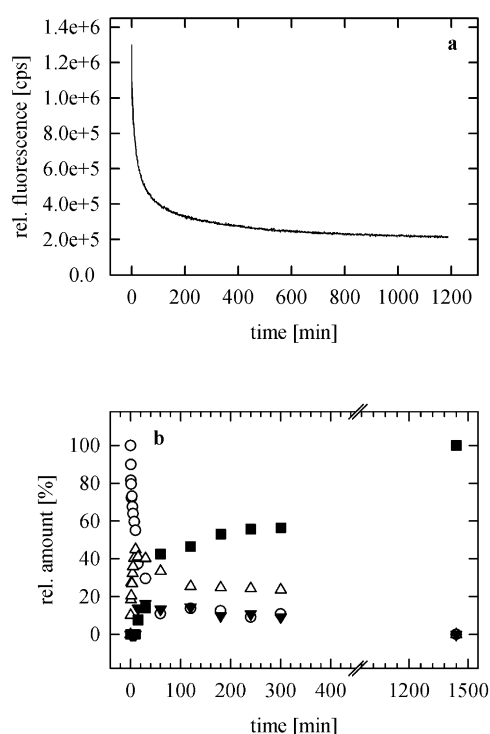 a
rel. fluorescence [cps]
1.4e+6
1.2e+6
1.0e+6
8.0e+5
6.0e+5
4.0e+5
2.0e+5
0.0
0 200 400 600 800 1000 1200
time [min]
b
rel. amount [%]
100
80
60
40
20
0
0 100 200 300 400 1200 1500
time [min]